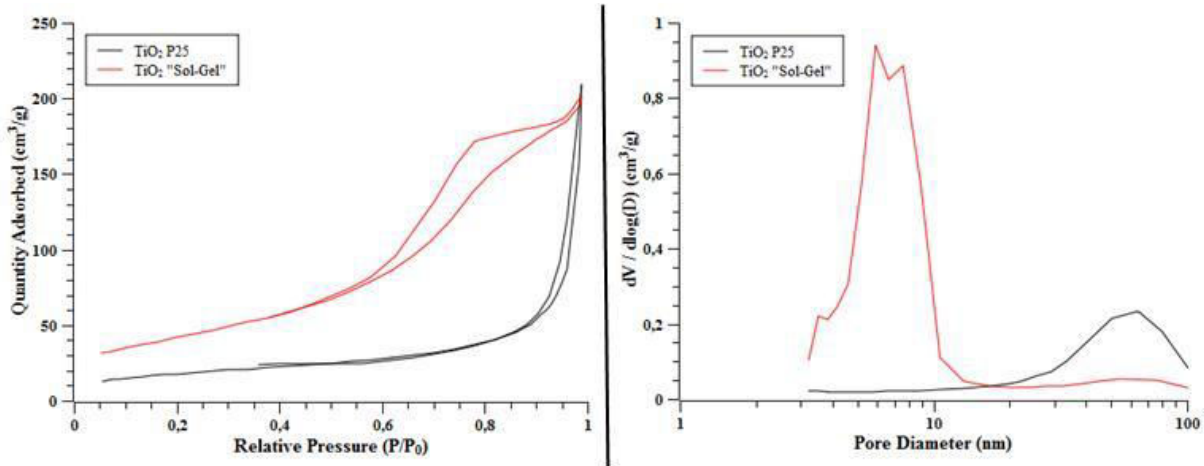 250
200
150
100
50
0
0
0,2
0,4
0,6
0,8
1
Quantity Adsorbed (cm³/g)
Relative Pressure (P/P₀)
TiO₂ P25
TiO₂ "Sol-Gel"
1
0,8
0,6
0,4
0,2
0
1
10
100
dV / dlog(D) (cm³/g)
Pore Diameter (nm)
TiO₂ P25
TiO₂ "Sol-Gel"